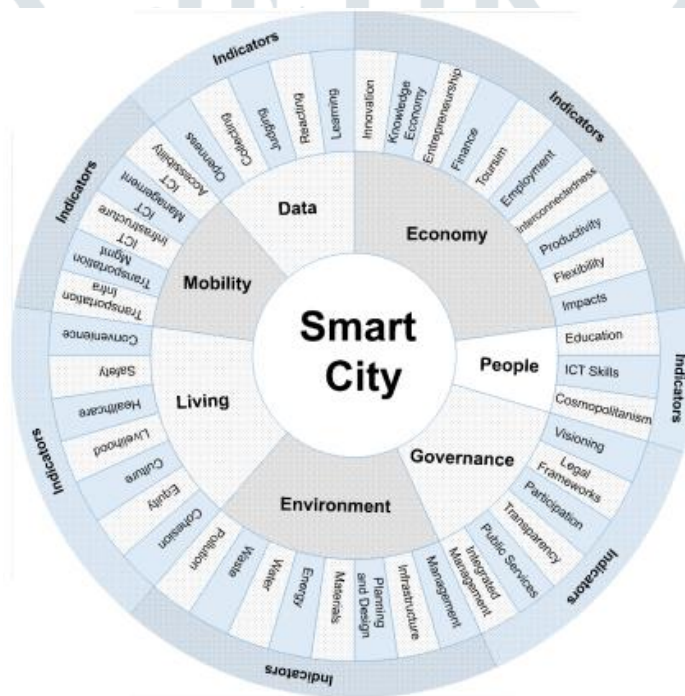 Smart
City
Economy
People
Governance
Environment
Living
Mobility
Data
Indicators
Innovation
Knowledge
Economy
Entrepreneurship
Finance
Toursim
Employment
Interconnectedness
Productivity
Flexibility
Impacts
Indicators
Education
ICT Skills
Cosmopolitanism
Indicators
Visioning
Legal
Frameworks
Participation
Transparency
Public Services
Integrated
Management
Indicators
Management
Infrastructure
Planning
and Design
Materials
Energy
Water
Waste
Pollution
Indicators
Cohesion
Equity
Culture
Livelihood
Healthcare
Safety
Convenience
Indicators
Transportation
Infra
Transportation
Mgmt
ICT
Infrastructure
ICT
Management
ICT
Accessibility
Indicators
Openness
Collecting
Judging
Reacting
Learning